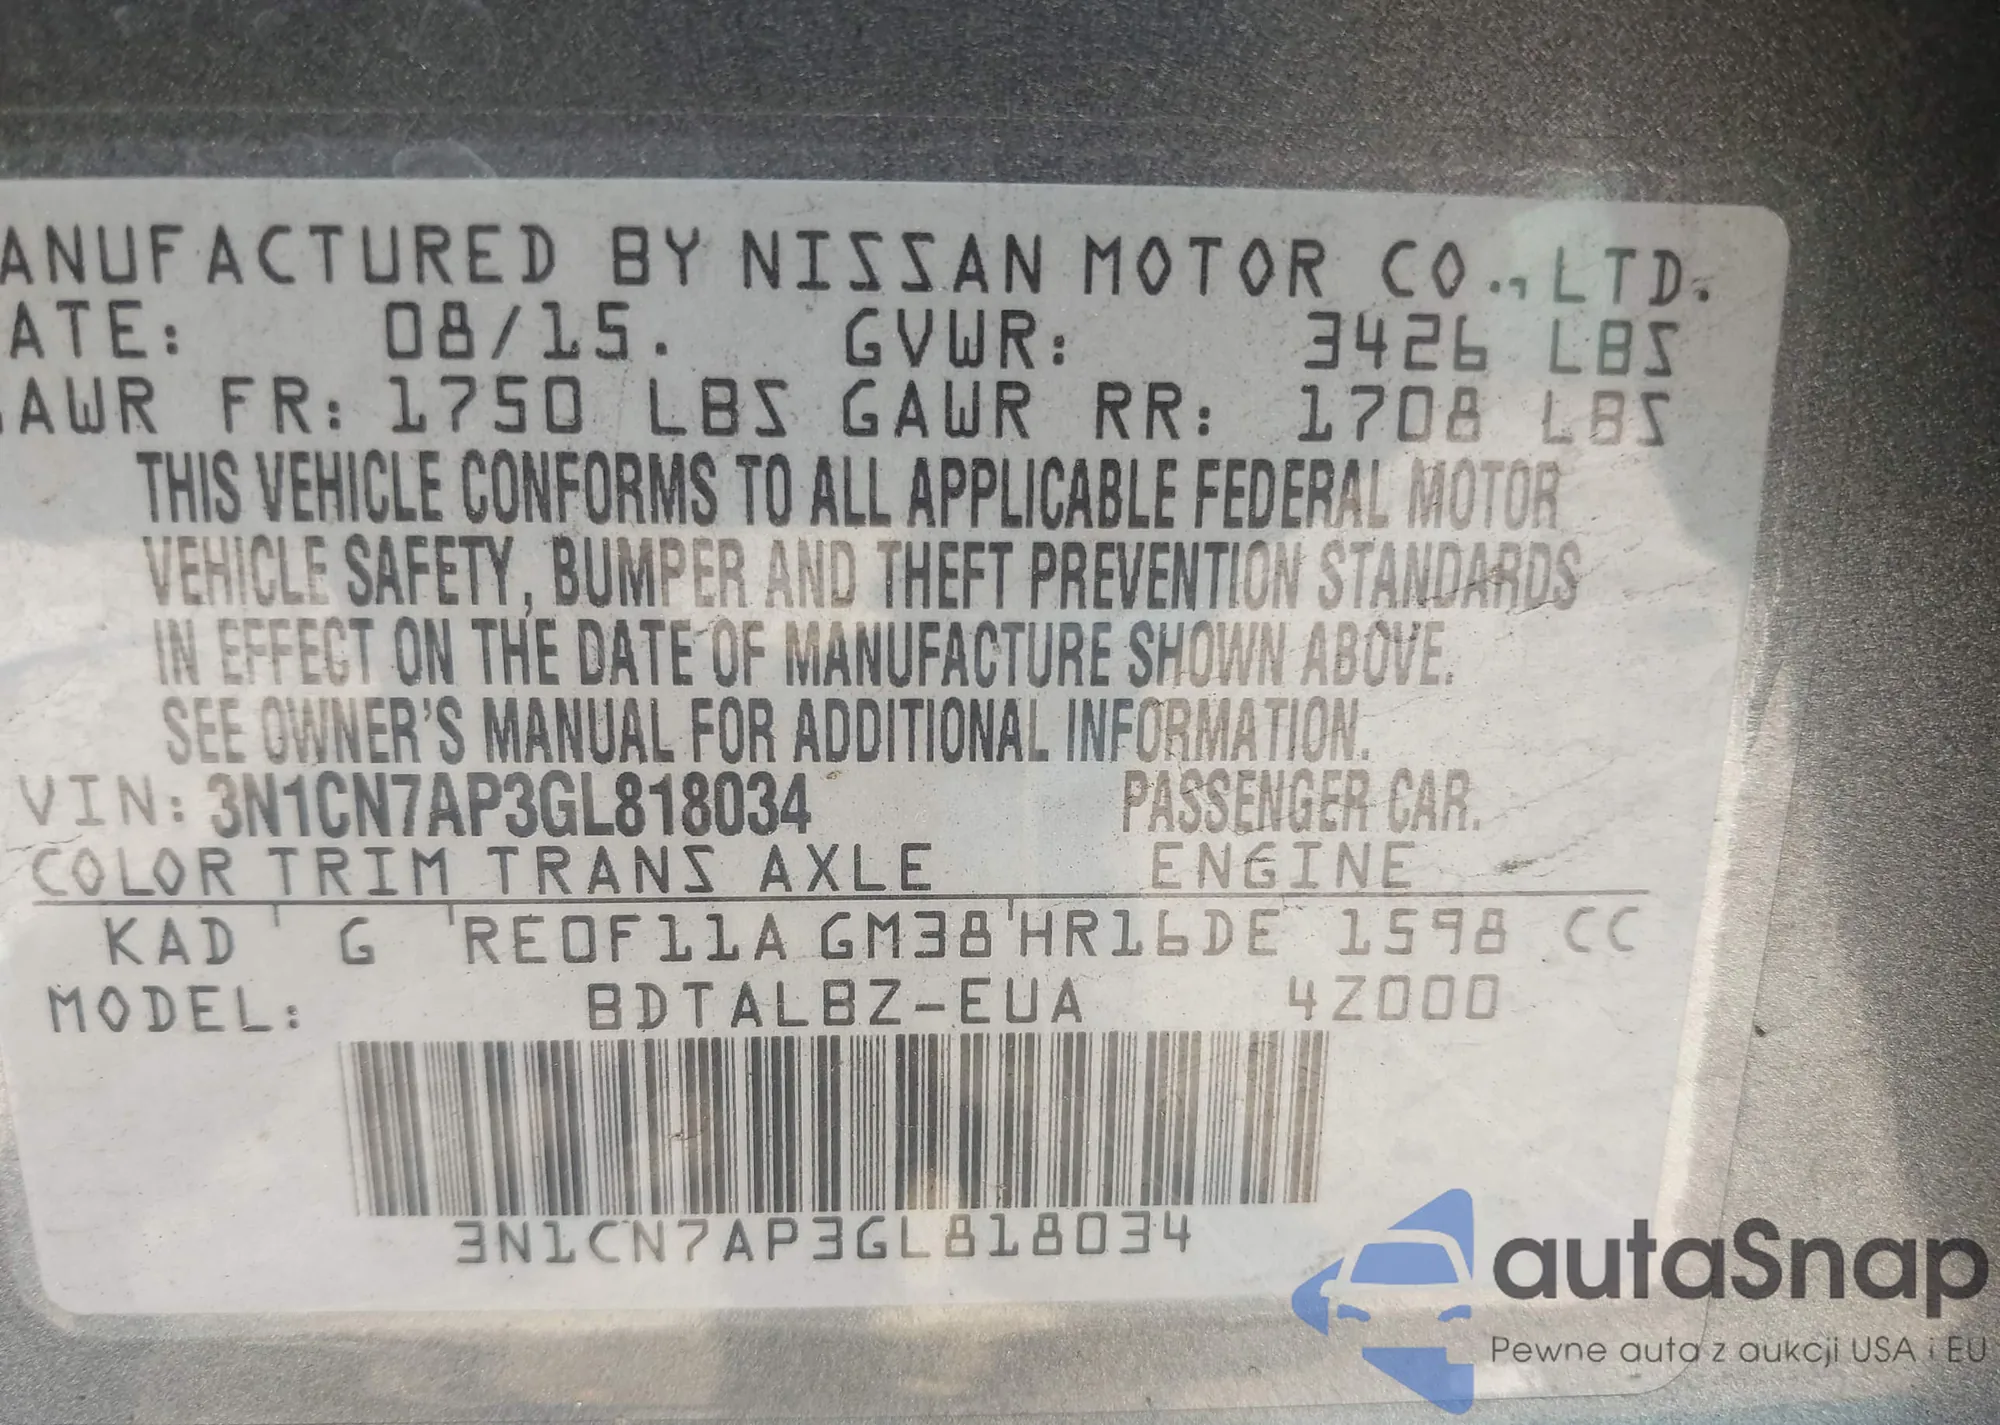 ANUFACTURED BY NISSAN MOTOR CO., LTD.
ATE: 08/15. GVWR: 3426 LBS
AWR FR: 1750 LBS GAWR RR: 1708 LBS
THIS VEHICLE CONFORMS TO ALL APPLICABLE FEDERAL MOTOR
VEHICLE SAFETY, BUMPER AND THEFT PREVENTION STANDARDS
IN EFFECT ON THE DATE OF MANUFACTURE SHOWN ABOVE.
SEE OWNER'S MANUAL FOR ADDITIONAL INFORMATION.
VIN: 3N1CN7AP3GL818034 PASSENGER CAR.
COLOR TRIM TRANS AXLE ENGINE
KAD G RE0F11A GM38 HR16DE 1598 CC
MODEL: BDTALBZ-EUA 4Z000
3N1CN7AP3GL818034
autaSnap
Pewne auta z aukcji USA i EU